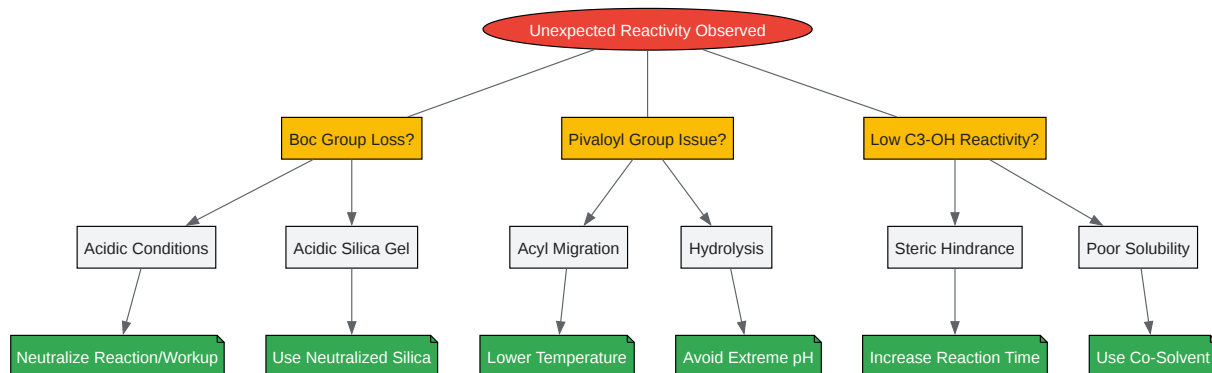 Unexpected Reactivity Observed
Boc Group Loss?
Pivaloyl Group Issue?
Low C3-OH Reactivity?
Acidic Conditions
Acidic Silica Gel
Acyl Migration
Hydrolysis
Steric Hindrance
Poor Solubility
Neutralize Reaction/Workup
Use Neutralized Silica
Lower Temperature
Avoid Extreme pH
Increase Reaction Time
Use Co-Solvent